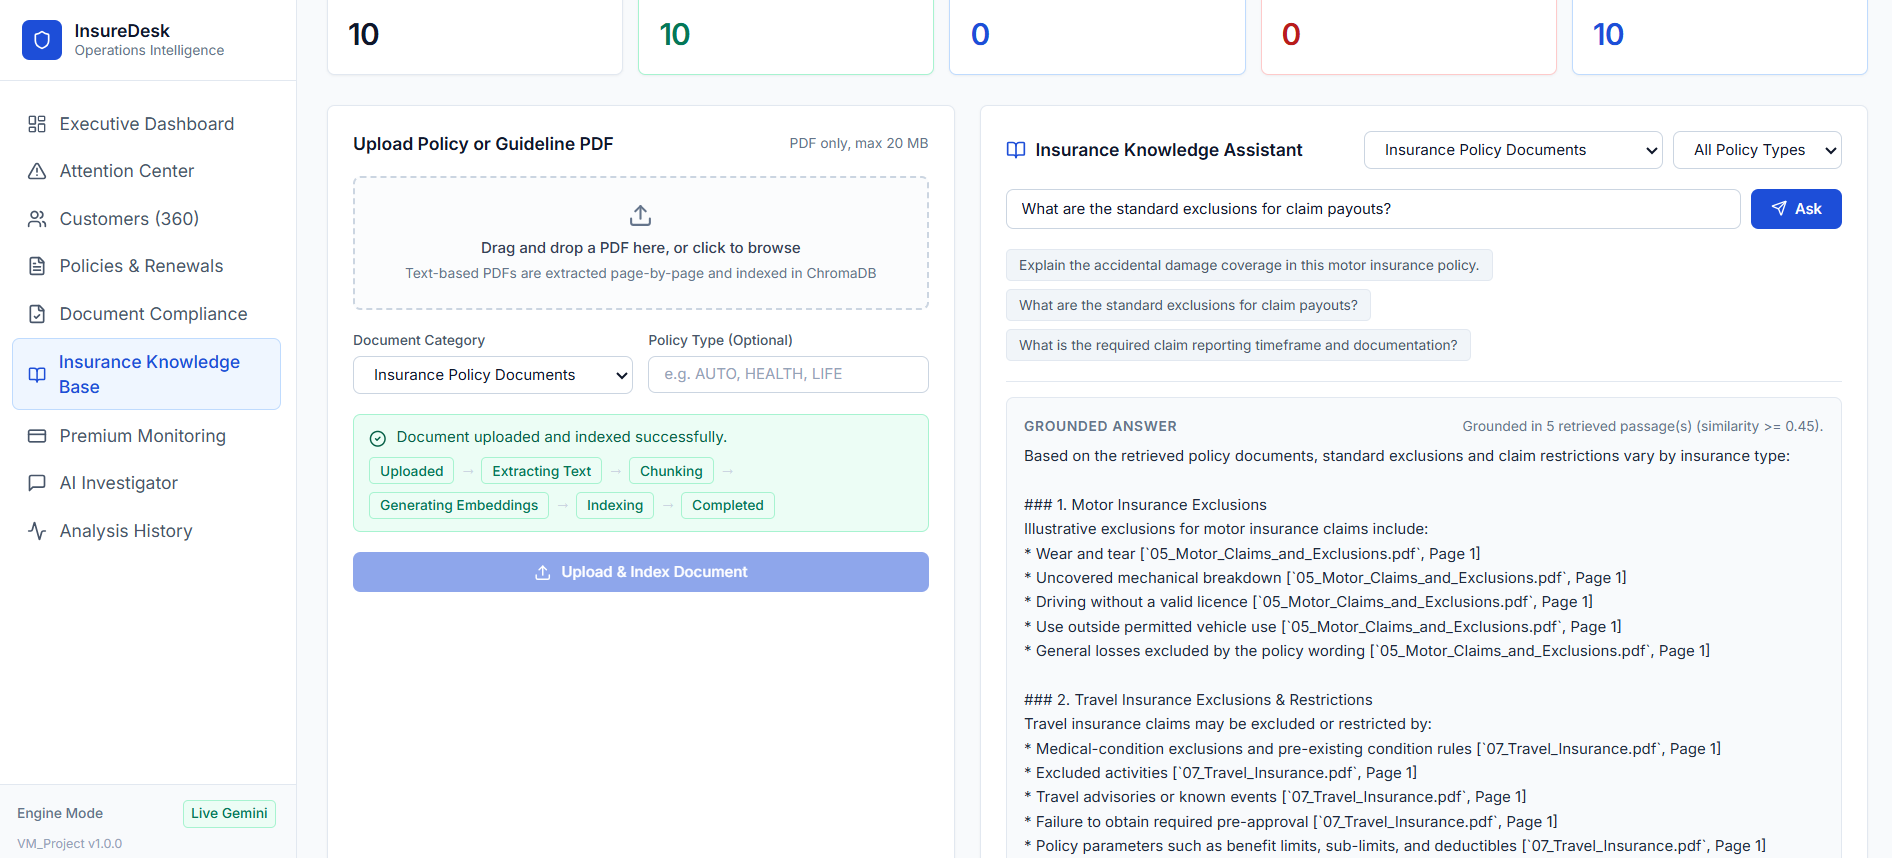 InsureDesk
Operations Intelligence
Executive Dashboard
Attention Center
Customers (360)
Policies & Renewals
Document Compliance
Insurance Knowledge
Base
Premium Monitoring
AI Investigator
Analysis History
Engine Mode
Live Gemini
VM_Project v1.0.0
10
10
0
0
10
Upload Policy or Guideline PDF
PDF only, max 20 MB
Drag and drop a PDF here, or click to browse
Text-based PDFs are extracted page-by-page and indexed in ChromaDB
Document Category
Policy Type (Optional)
Insurance Policy Documents
e.g. AUTO, HEALTH, LIFE
Document uploaded and indexed successfully.
Uploaded → Extracting Text → Chunking →
Generating Embeddings → Indexing → Completed
Upload & Index Document
Insurance Knowledge Assistant
Insurance Policy Documents
All Policy Types
What are the standard exclusions for claim payouts?
Ask
Explain the accidental damage coverage in this motor insurance policy.
What are the standard exclusions for claim payouts?
What is the required claim reporting timeframe and documentation?
GROUNDED ANSWER
Grounded in 5 retrieved passage(s) (similarity >= 0.45).
Based on the retrieved policy documents, standard exclusions and claim restrictions vary by insurance type:
### 1. Motor Insurance Exclusions
Illustrative exclusions for motor insurance claims include:
* Wear and tear [`05_Motor_Claims_and_Exclusions.pdf`, Page 1]
* Uncovered mechanical breakdown [`05_Motor_Claims_and_Exclusions.pdf`, Page 1]
* Driving without a valid licence [`05_Motor_Claims_and_Exclusions.pdf`, Page 1]
* Use outside permitted vehicle use [`05_Motor_Claims_and_Exclusions.pdf`, Page 1]
* General losses excluded by the policy wording [`05_Motor_Claims_and_Exclusions.pdf`, Page 1]
### 2. Travel Insurance Exclusions & Restrictions
Travel insurance claims may be excluded or restricted by:
* Medical-condition exclusions and pre-existing condition rules [`07_Travel_Insurance.pdf`, Page 1]
* Excluded activities [`07_Travel_Insurance.pdf`, Page 1]
* Travel advisories or known events [`07_Travel_Insurance.pdf`, Page 1]
* Failure to obtain required pre-approval [`07_Travel_Insurance.pdf`, Page 1]
* Policy parameters such as benefit limits, sub-limits, and deductibles [`07_Travel_Insurance.pdf`, Page 1]